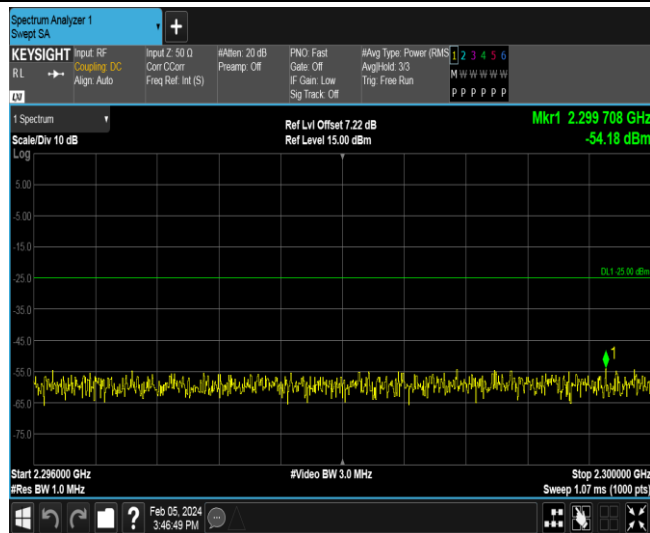 Spectrum Analyzer 1
Swept SA
KEYSIGHT
RL
LXI
Input: RF
Coupling: DC
Align: Auto
Input Z: 50 Ω
Corr CCorr
Freq Ref: Int (S)
#Atten: 20 dB
Preamp: Off
PNO: Fast
Gate: Off
IF Gain: Low
Sig Track: Off
#Avg Type: Power (RMS
Avg|Hold: 3/3
Trig: Free Run
1 2 3 4 5 6
M W W W W W
P P P P P P
1 Spectrum
Scale/Div 10 dB
Log
Ref Lvl Offset 7.22 dB
Ref Level 15.00 dBm
Mkr1 2.299 708 GHz
-54.18 dBm
5.00
-5.00
-15.0
-25.0
DL1 -25.00 dBm
-35.0
-45.0
1
-55.0
-65.0
-75.0
Start 2.296000 GHz
#Video BW 3.0 MHz
Stop 2.300000 GHz
#Res BW 1.0 MHz
Sweep 1.07 ms (1000 pts)
?
Feb 05, 2024
3:46:49 PM